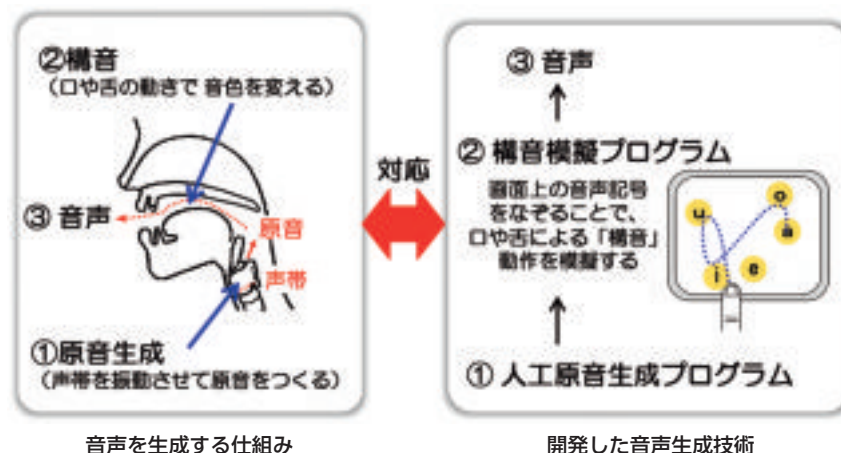 ②構音
(口や舌の動きで 音色を変える)
③ 音声
原音
声帯
①原音生成
(声帯を振動させて原音をつくる)
音声を生成する仕組み
対応
③ 音声
② 構音模擬プログラム
画面上の音声記号
をなぞることで、
口や舌による「構音」
動作を模擬する
u
o
a
i
e
① 人工原音生成プログラム
開発した音声生成技術